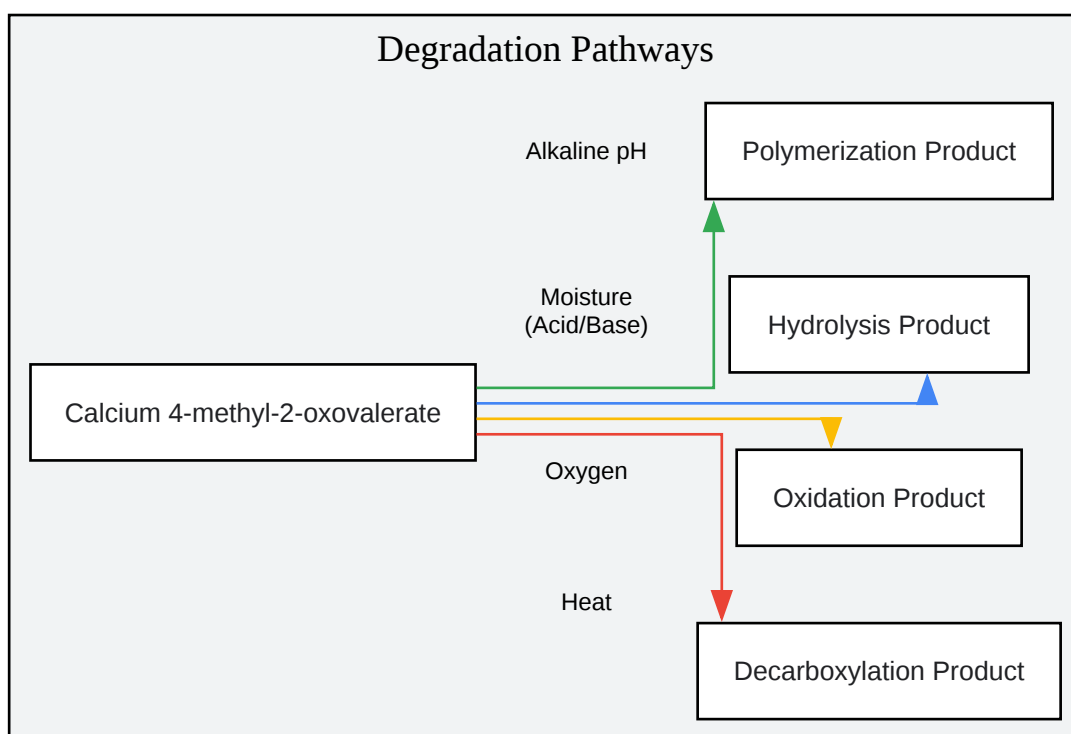 Degradation Pathways
Alkaline pH
Polymerization Product
Moisture
(Acid/Base)
Hydrolysis Product
Calcium 4-methyl-2-oxovalerate
Oxygen
Oxidation Product
Heat
Decarboxylation Product